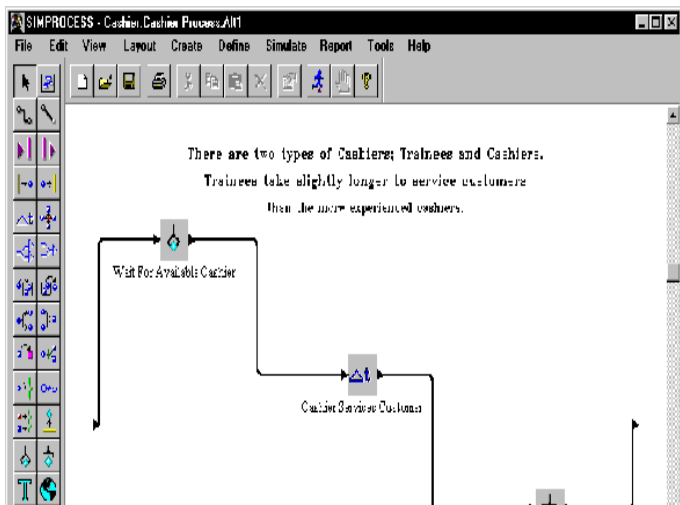 SIMPROCESS - Cashier.Cashier Process.Alt1
File Edit View Layout Create Define Simulate Report Tools Help
There are two types of Cashiers; Trainees and Cashiers.
Trainees take slightly longer to service customers
than the more experienced cashiers.
Wait For Available Cashier
Δt
Cashier Services Customer
T